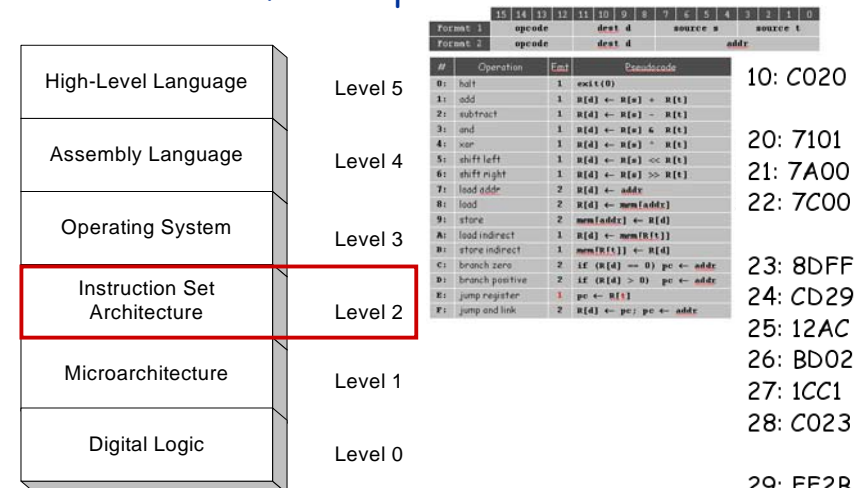 15 14 13 12 11 10 9 8 7 6 5 4 3 2 1 0
Format 1 opcode dest d source s source t
Format 2 opcode dest d addr
High-Level Language Level 5
Assembly Language Level 4
Operating System Level 3
Instruction Set
Architecture Level 2
Microarchitecture Level 1
Digital Logic Level 0
# Operation Fmt Pseudocode
0: halt 1 exit(0)
1: add 1 R[d] ← R[s] + R[t]
2: subtract 1 R[d] ← R[s] - R[t]
3: and 1 R[d] ← R[s] & R[t]
4: xor 1 R[d] ← R[s] ^ R[t]
5: shift left 1 R[d] ← R[s] << R[t]
6: shift right 1 R[d] ← R[s] >> R[t]
7: load addr 2 R[d] ← addr
8: load 2 R[d] ← mem[addr]
9: store 2 mem[addr] ← R[d]
A: load indirect 1 R[d] ← mem[R[t]]
B: store indirect 1 mem[R[t]] ← R[d]
C: branch zero 2 if (R[d] == 0) pc ← addr
D: branch positive 2 if (R[d] > 0) pc ← addr
E: jump register 1 pc ← R[t]
F: jump and link 2 R[d] ← pc; pc ← addr
10: C020
20: 7101
21: 7A00
22: 7C00
23: 8DFF
24: CD29
25: 12AC
26: BD02
27: 1CC1
28: C023
29: FF2B